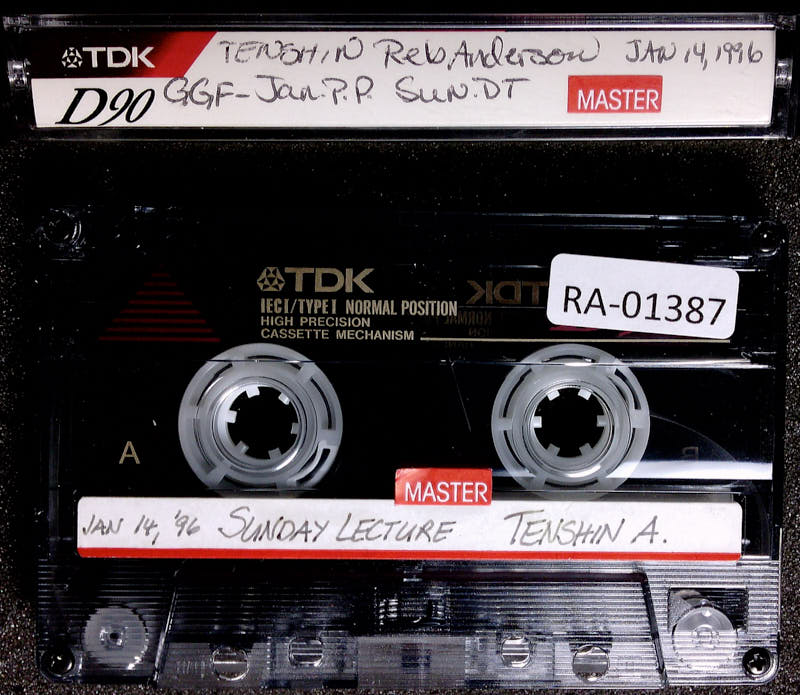 TDK TENSHIN Reb Anderson JAN 14, 1996
D90 GGF-Jan.P.P. Sun.DT MASTER
TDK
IECI/TYPE I NORMAL POSITION
HIGH PRECISION
CASSETTE MECHANISM
RA-01387
A
MASTER
JAN 14, '96 SUNDAY LECTURE TENSHIN A.